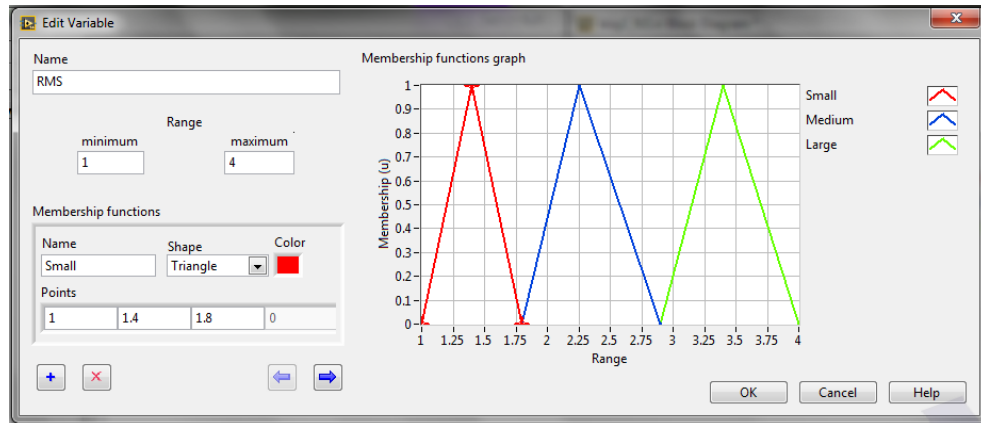 Edit Variable
Name
RMS
Range
minimum maximum
1 4
Membership functions
Name Shape Color
Small Triangle
Points
1 1.4 1.8 0
Membership functions graph
Membership (u)
1
0.9
0.8
0.7
0.6
0.5
0.4
0.3
0.2
0.1
0
1 1.25 1.5 1.75 2 2.25 2.5 2.75 3 3.25 3.5 3.75 4
Range
Small
Medium
Large
OK Cancel Help